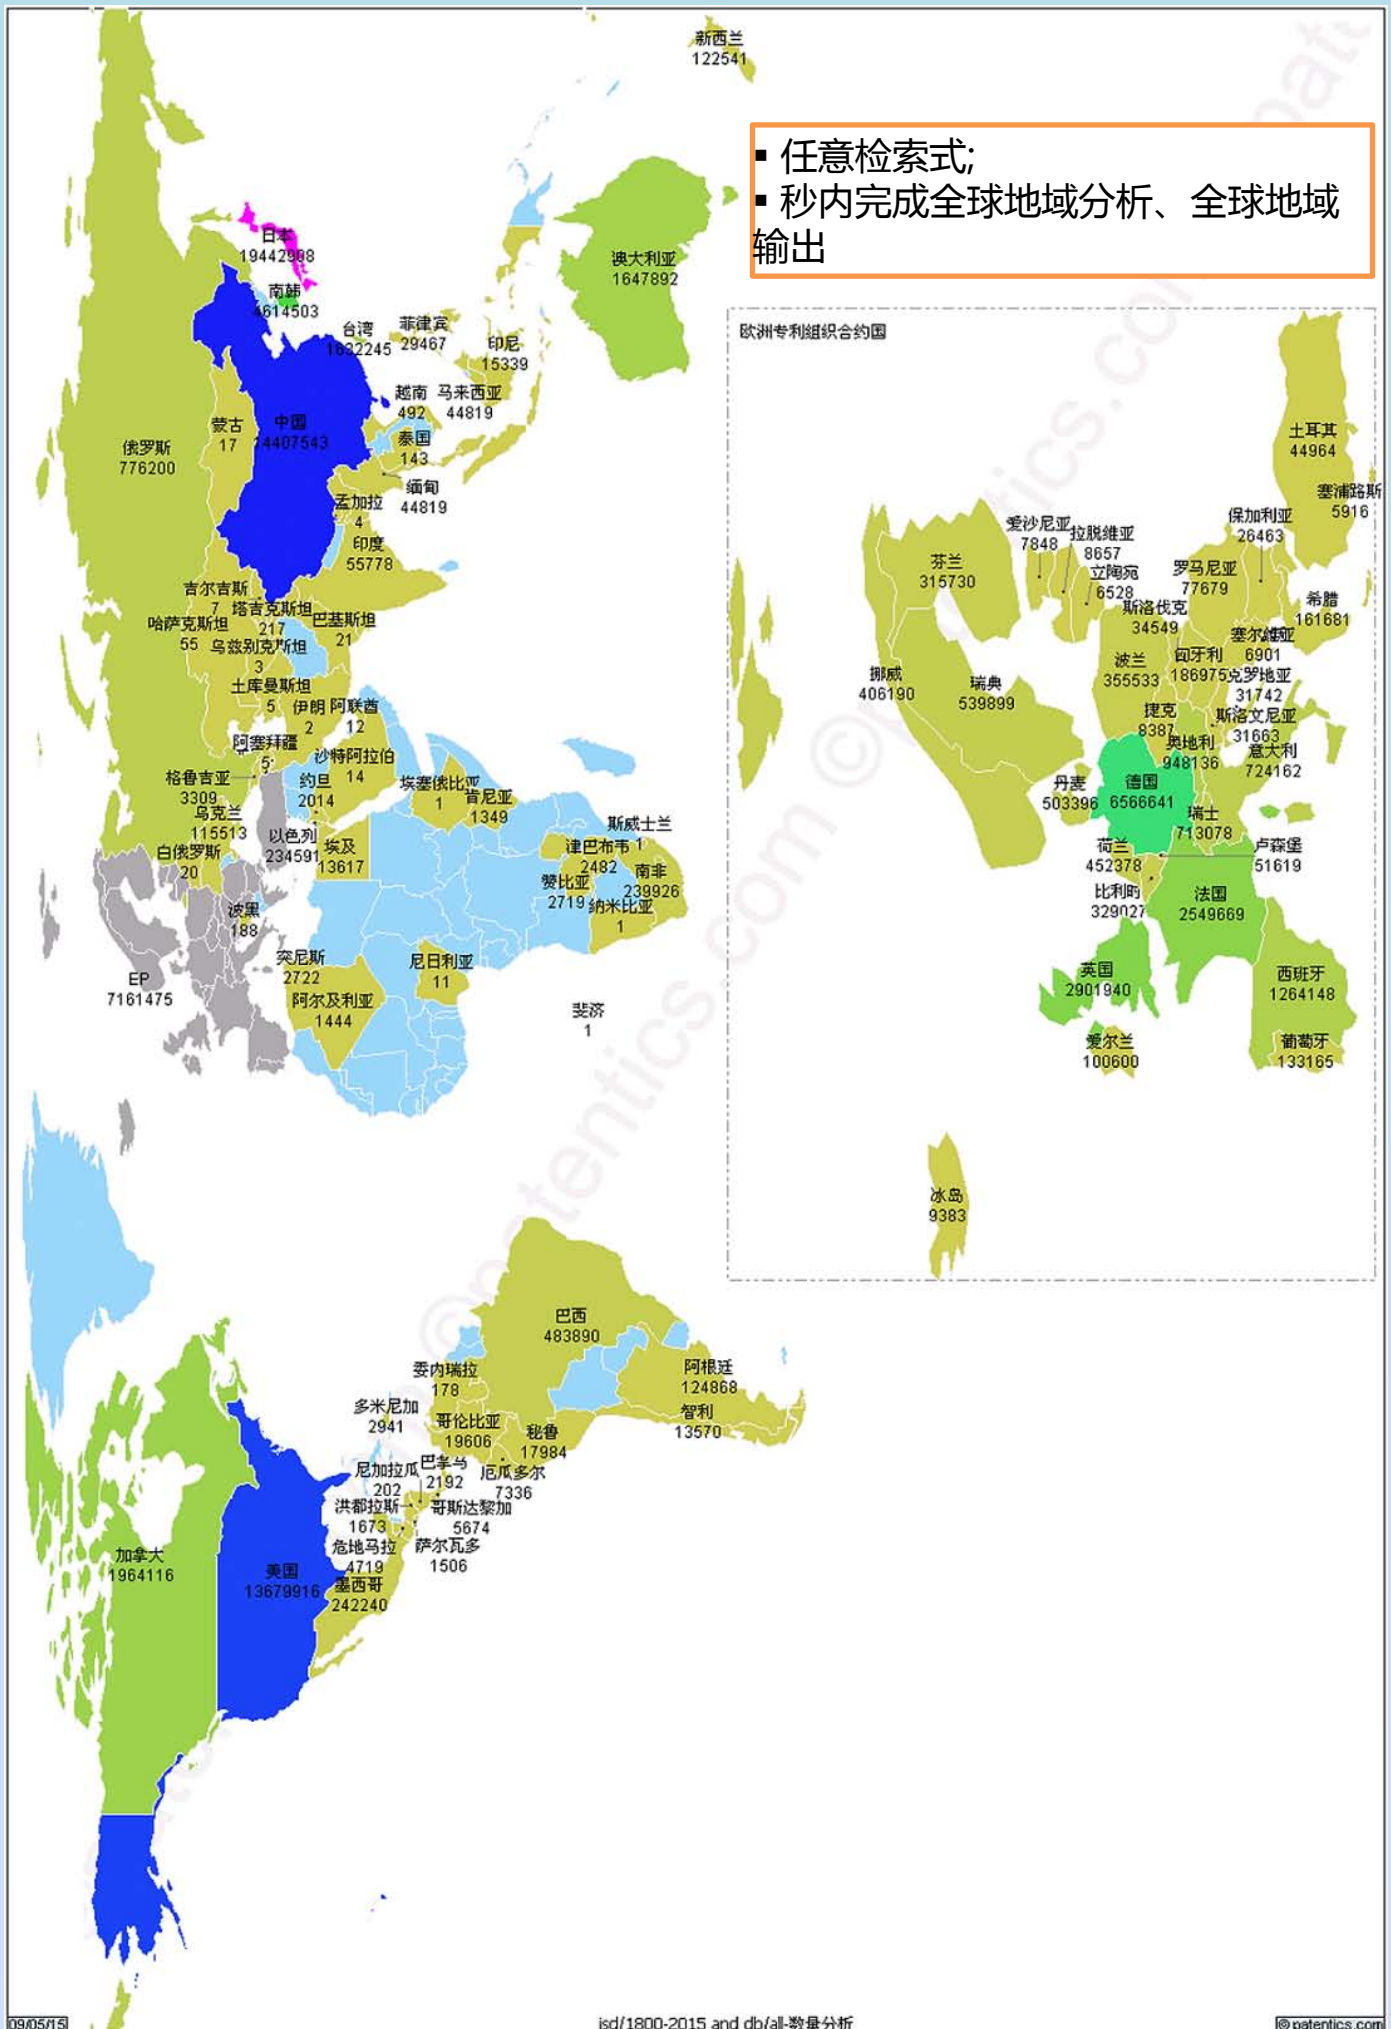 新西兰
122541
▪ 任意检索式;
▪ 秒内完成全球地域分析、全球地域
输出
日本
19442908
南韩
4614503
澳大利亚
1647892
台湾
1632245
菲律宾
29467
印尼
15339
越南
492
马来西亚
44819
泰国
143
缅甸
44819
俄罗斯
776200
蒙古
17
中国
14407543
孟加拉
4
印度
55778
吉尔吉斯
7
塔吉克斯坦
217
哈萨克斯坦
55
巴基斯坦
21
乌兹别克斯坦
3
土库曼斯坦
5
伊朗
2
阿联酋
12
阿塞拜疆
5
沙特阿拉伯
14
格鲁吉亚
3309
约旦
2014
埃塞俄比亚
1
肯尼亚
1349
乌克兰
115513
以色列
234591
埃及
13617
白俄罗斯
20
斯威士兰
1
津巴布韦
2482
赞比亚
2719
南非
239926
纳米比亚
1
波黑
188
突尼斯
2722
尼日利亚
11
阿尔及利亚
1444
EP
7161475
斐济
1
欧洲专利组织合约国
土耳其
44964
塞浦路斯
5916
保加利亚
26463
爱沙尼亚
7848
拉脱维亚
8657
立陶宛
6528
芬兰
315730
罗马尼亚
77679
斯洛伐克
34549
希腊
161681
塞尔维亚
6901
波兰
355533
匈牙利
186975
克罗地亚
31742
挪威
406190
瑞典
539899
捷克
8387
斯洛文尼亚
31663
奥地利
948136
意大利
724162
丹麦
503396
德国
6566641
瑞士
713078
荷兰
452378
卢森堡
51619
比利时
329027
法国
2549669
英国
2901940
西班牙
1264148
爱尔兰
100600
葡萄牙
133165
冰岛
9383
巴西
483890
委内瑞拉
178
阿根廷
124868
多米尼加
2941
哥伦比亚
19606
秘鲁
17984
智利
13570
尼加拉瓜
202
巴拿马
2192
厄瓜多尔
7336
洪都拉斯
1673
哥斯达黎加
5674
危地马拉
4719
萨尔瓦多
1506
加拿大
1964116
美国
13679916
墨西哥
242240
09/05/15
isd/1800-2015 and db/all-数量分析
©patentics.com
©patentics.com ©patentics.com ©patentics.com ©pat